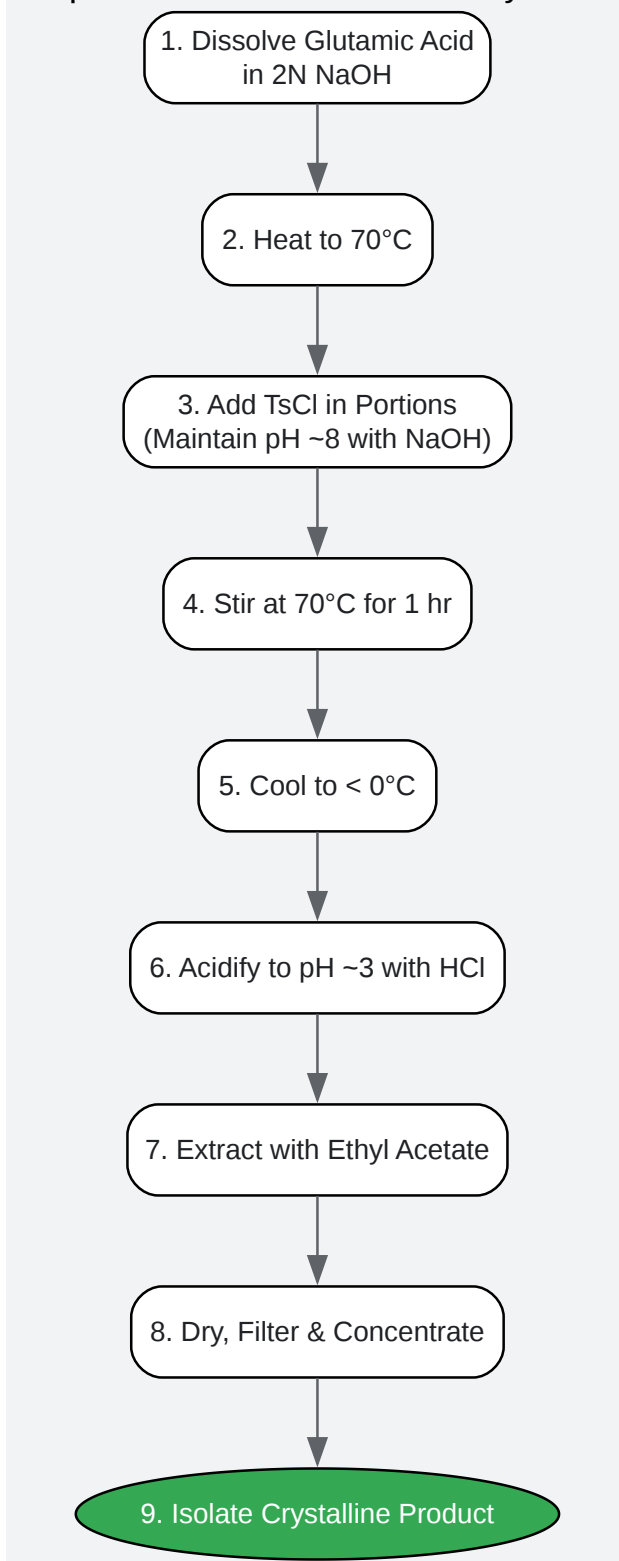 1. Dissolve Glutamic Acid
in 2N NaOH
2. Heat to 70°C
3. Add TsCl in Portions
(Maintain pH ~8 with NaOH)
4. Stir at 70°C for 1 hr
5. Cool to < 0°C
6. Acidify to pH ~3 with HCl
7. Extract with Ethyl Acetate
8. Dry, Filter & Concentrate
9. Isolate Crystalline Product